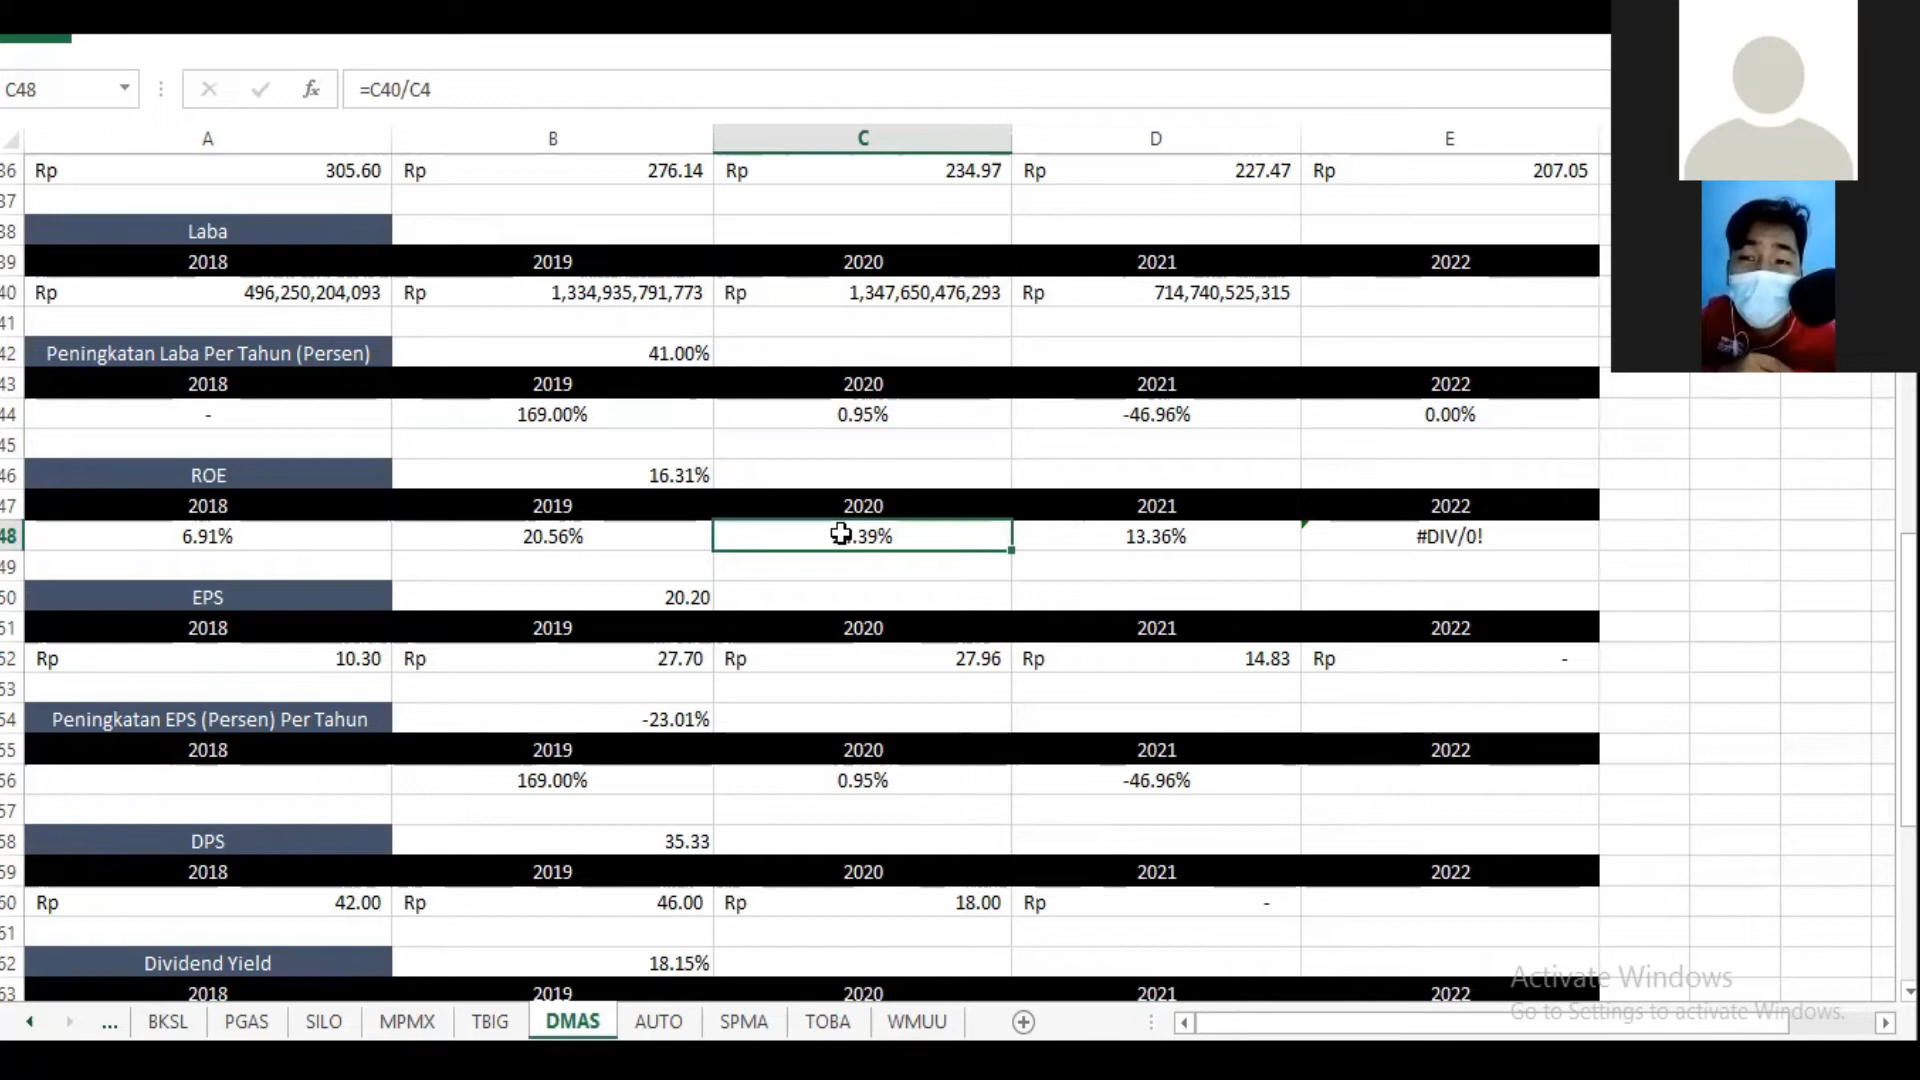 C48 fx =C40/C4
A B C D E
36 Rp 305.60 Rp 276.14 Rp 234.97 Rp 227.47 Rp 207.05
37
38 Laba
39 2018 2019 2020 2021 2022
40 Rp 496,250,204,093 Rp 1,334,935,791,773 Rp 1,347,650,476,293 Rp 714,740,525,315
41
42 Peningkatan Laba Per Tahun (Persen) 41.00%
43 2018 2019 2020 2021 2022
44 - 169.00% 0.95% -46.96% 0.00%
45
46 ROE 16.31%
47 2018 2019 2020 2021 2022
48 6.91% 20.56% .39% 13.36% #DIV/0!
49
50 EPS 20.20
51 2018 2019 2020 2021 2022
52 Rp 10.30 Rp 27.70 Rp 27.96 Rp 14.83 Rp -
53
54 Peningkatan EPS (Persen) Per Tahun -23.01%
55 2018 2019 2020 2021 2022
56 169.00% 0.95% -46.96%
57
58 DPS 35.33
59 2018 2019 2020 2021 2022
60 Rp 42.00 Rp 46.00 Rp 18.00 Rp -
61
62 Dividend Yield 18.15%
63 2018 2019 2020 2021 2022
Activate Windows
Go to Settings to activate Windows.
... BKSL PGAS SILO MPMX TBIG DMAS AUTO SPMA TOBA WMUU